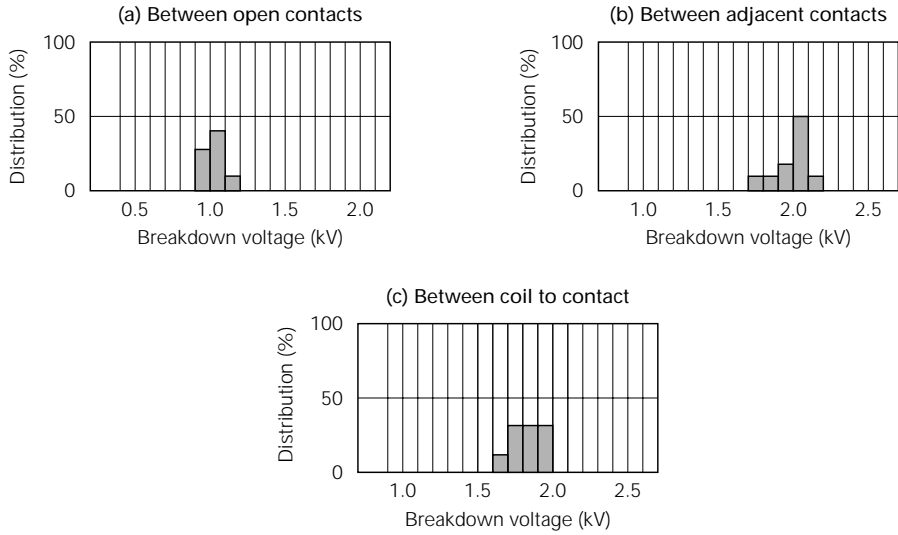 (a) Between open contacts
100
50
0
Distribution (%)
0.5 1.0 1.5 2.0
Breakdown voltage (kV)
(b) Between adjacent contacts
100
50
0
Distribution (%)
1.0 1.5 2.0 2.5
Breakdown voltage (kV)
(c) Between coil to contact
100
50
0
Distribution (%)
1.0 1.5 2.0 2.5
Breakdown voltage (kV)